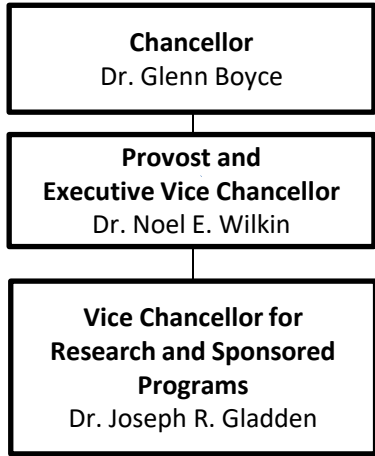 Chancellor
Dr. Glenn Boyce
Provost and
Executive Vice Chancellor
Dr. Noel E. Wilkin
Vice Chancellor for
Research and Sponsored
Programs
Dr. Joseph R. Gladden